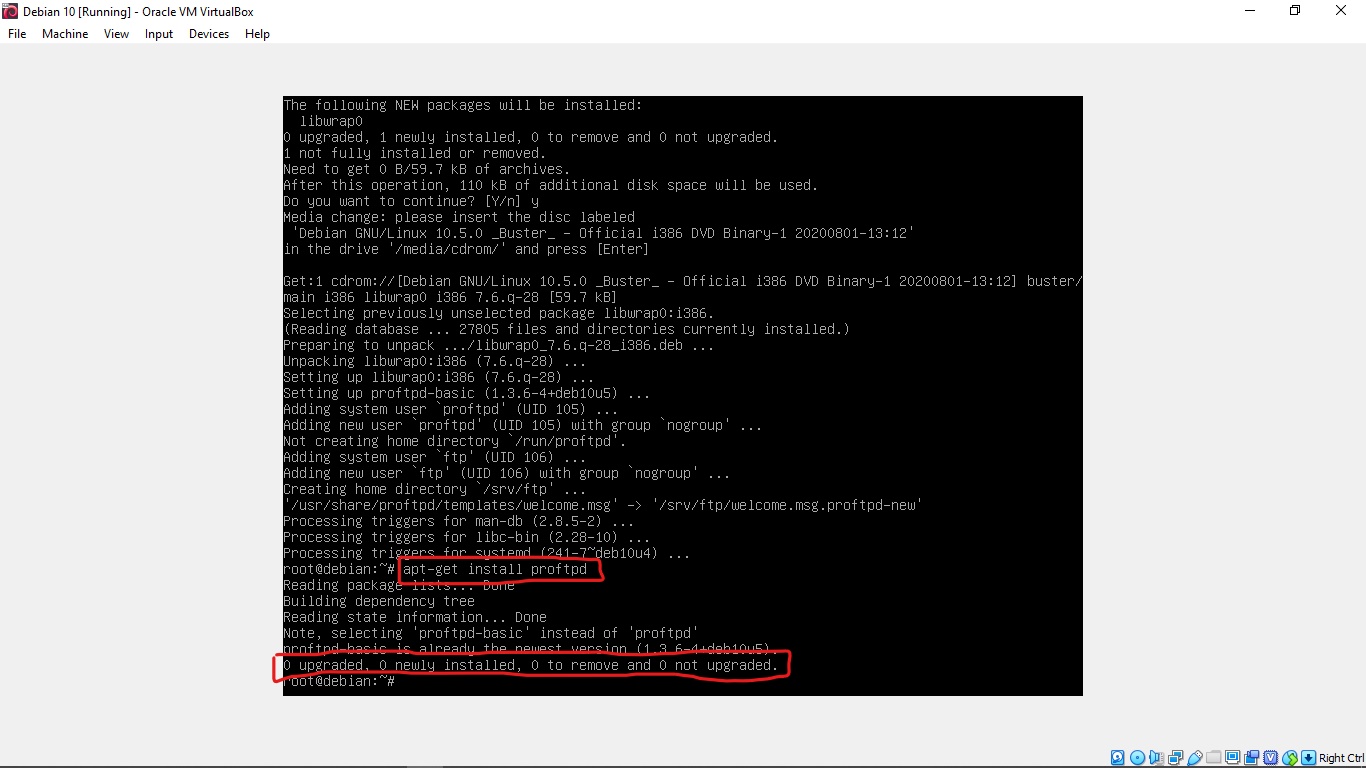 Debian 10 [Running] - Oracle VM VirtualBox
File Machine View Input Devices Help
The following NEW packages will be installed:
libwrap0
0 upgraded, 1 newly installed, 0 to remove and 0 not upgraded.
1 not fully installed or removed.
Need to get 0 B/59.7 kB of archives.
After this operation, 110 kB of additional disk space will be used.
Do you want to continue? [Y/n] y
Media change: please insert the disc labeled
'Debian GNU/Linux 10.5.0 _Buster_ - Official i386 DVD Binary-1 20200801-13:12'
in the drive '/media/cdrom/' and press [Enter]
Get:1 cdrom://[Debian GNU/Linux 10.5.0 _Buster_ - Official i386 DVD Binary-1 20200801-13:12] buster/
main i386 libwrap0 i386 7.6.q-28 [59.7 kB]
Selecting previously unselected package libwrap0:i386.
(Reading database ... 27805 files and directories currently installed.)
Preparing to unpack .../libwrap0_7.6.q-28_i386.deb ...
Unpacking libwrap0:i386 (7.6.q-28) ...
Setting up libwrap0:i386 (7.6.q-28) ...
Setting up proftpd-basic (1.3.6-4+deb10u5) ...
Adding system user `proftpd' (UID 105) ...
Adding new user `proftpd' (UID 105) with group `nogroup' ...
Not creating home directory `/run/proftpd'.
Adding system user `ftp' (UID 106) ...
Adding new user `ftp' (UID 106) with group `nogroup' ...
Creating home directory `/srv/ftp' ...
'/usr/share/proftpd/templates/welcome.msg' -> '/srv/ftp/welcome.msg.proftpd-new'
Processing triggers for man-db (2.8.5-2) ...
Processing triggers for libc-bin (2.28-10) ...
Processing triggers for systemd (241-7~deb10u4) ...
root@debian:~# apt-get install proftpd
Reading package lists... Done
Building dependency tree
Reading state information... Done
Note, selecting 'proftpd-basic' instead of 'proftpd'
proftpd-basic is already the newest version (1.3.6-4+deb10u5).
0 upgraded, 0 newly installed, 0 to remove and 0 not upgraded.
root@debian:~#
Right Ctrl